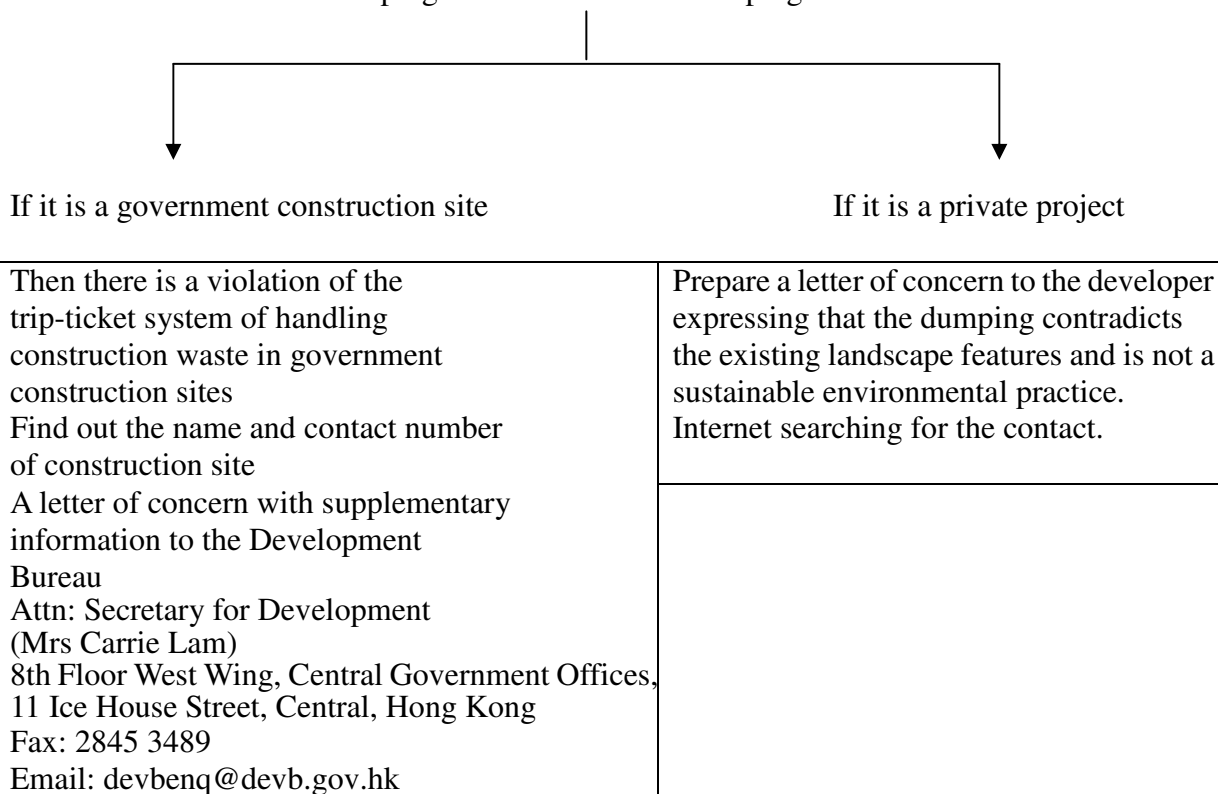 If it is a government construction site
If it is a private project
Then there is a violation of the
trip-ticket system of handling
construction waste in government
construction sites
Find out the name and contact number
of construction site
A letter of concern with supplementary
information to the Development
Bureau
Attn: Secretary for Development
(Mrs Carrie Lam)
8th Floor West Wing, Central Government Offices,
11 Ice House Street, Central, Hong Kong
Fax: 2845 3489
Email: devbenq@devb.gov.hk
Prepare a letter of concern to the developer
expressing that the dumping contradicts
the existing landscape features and is not a
sustainable environmental practice.
Internet searching for the contact.